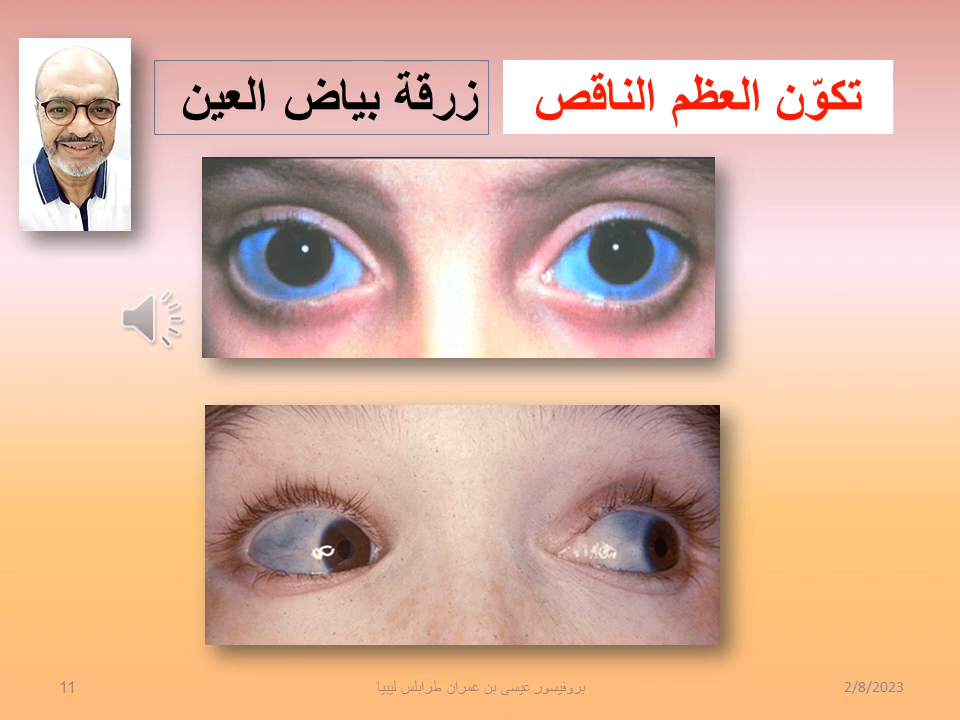 تكوّن العظم الناقص
زرقة بياض العين
2/8/2023
بروفيسور عيسى بن عمران طرابلس ليبيا
11